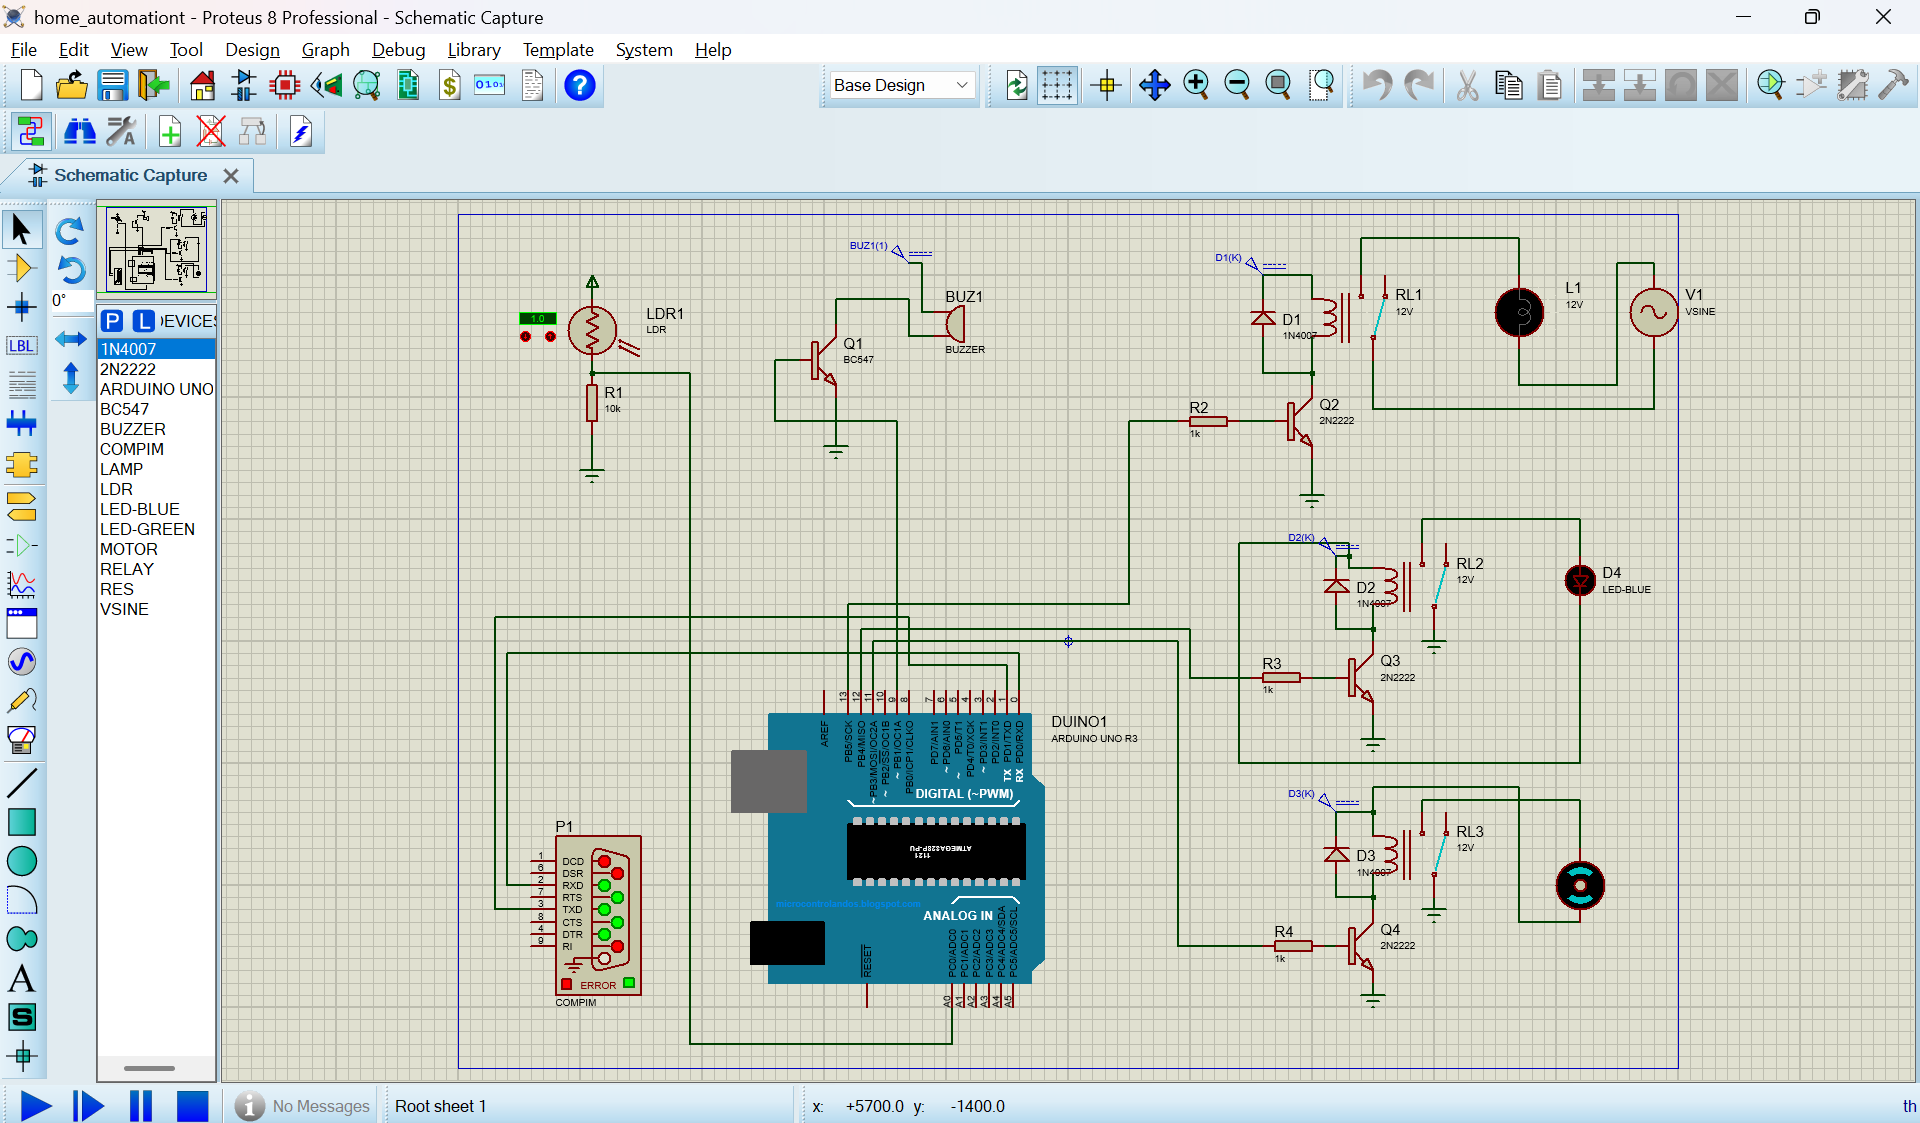 home_automationt - Proteus 8 Professional - Schematic Capture
File Edit View Tool Design Graph Debug Library Template System Help
Base Design
Schematic Capture
0°
P L DEVICES
LBL
1N4007
2N2222
ARDUINO UNO
BC547
BUZZER
COMPIM
LAMP
LDR
LED-BLUE
LED-GREEN
MOTOR
RELAY
RES
VSINE
1.0
LDR1
LDR
R1
10k
BUZ1(1)
BUZ1
BUZZER
Q1
BC547
D1(K)
D1
1N4007
RL1
12V
L1
12V
V1
VSINE
R2
1k
Q2
2N2222
D2(K)
D2
1N4007
RL2
12V
D4
LED-BLUE
R3
1k
Q3
2N2222
D3(K)
D3
1N4007
RL3
12V
R4
1k
Q4
2N2222
DUINO1
ARDUINO UNO R3
13 12 11 10 9 8 7 6 5 4 3 2 1 0
AREF
PB5/SCK
PB4/MISO
~ PB3/MOSI/OC2A
~ PB2/SS/OC1B
~ PB1/OC1A
PB0/ICP1/CLKO
PD7/AIN1
~ PD6/AIN0
~ PD5/T1
PD4/T0/XCK
~ PD3/INT1
PD2/INT0
TX PD1/TXD
RX PD0/RXD
DIGITAL (~PWM)
ATMEGA328P-PU
1121
microcontrolandos.blogspot.com
ANALOG IN
RESET
PC0/ADC0
PC1/ADC1
PC2/ADC2
PC3/ADC3
PC4/ADC4/SDA
PC5/ADC5/SCL
A0 A1 A2 A3 A4 A5
P1
1 DCD
6 DSR
2 RXD
7 RTS
3 TXD
8 CTS
4 DTR
9 RI
ERROR
COMPIM
No Messages
Root sheet 1
x: +5700.0 y: -1400.0
th